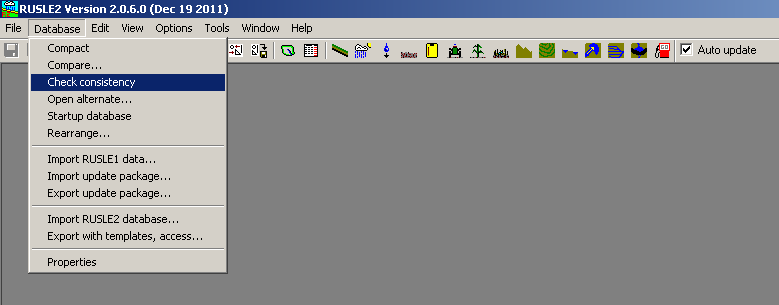 RUSLE2 Version 2.0.6.0 (Dec 19 2011)
File Database Edit View Options Tools Window Help
Auto update
Compact
Compare...
Check consistency
Open alternate...
Startup database
Rearrange...
Import RUSLE1 data...
Import update package...
Export update package...
Import RUSLE2 database...
Export with templates, access...
Properties